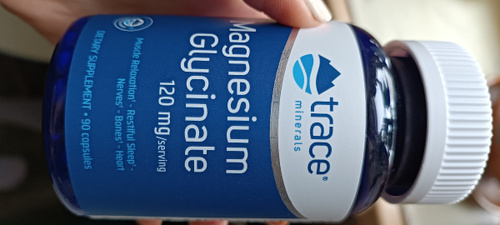 trace®
minerals
Magnesium
Glycinate
120 mg/serving
Muscle Relaxation† - Restful Sleep† -
Nerves† - Bones† - Heart
DIETARY SUPPLEMENT • 90 capsules